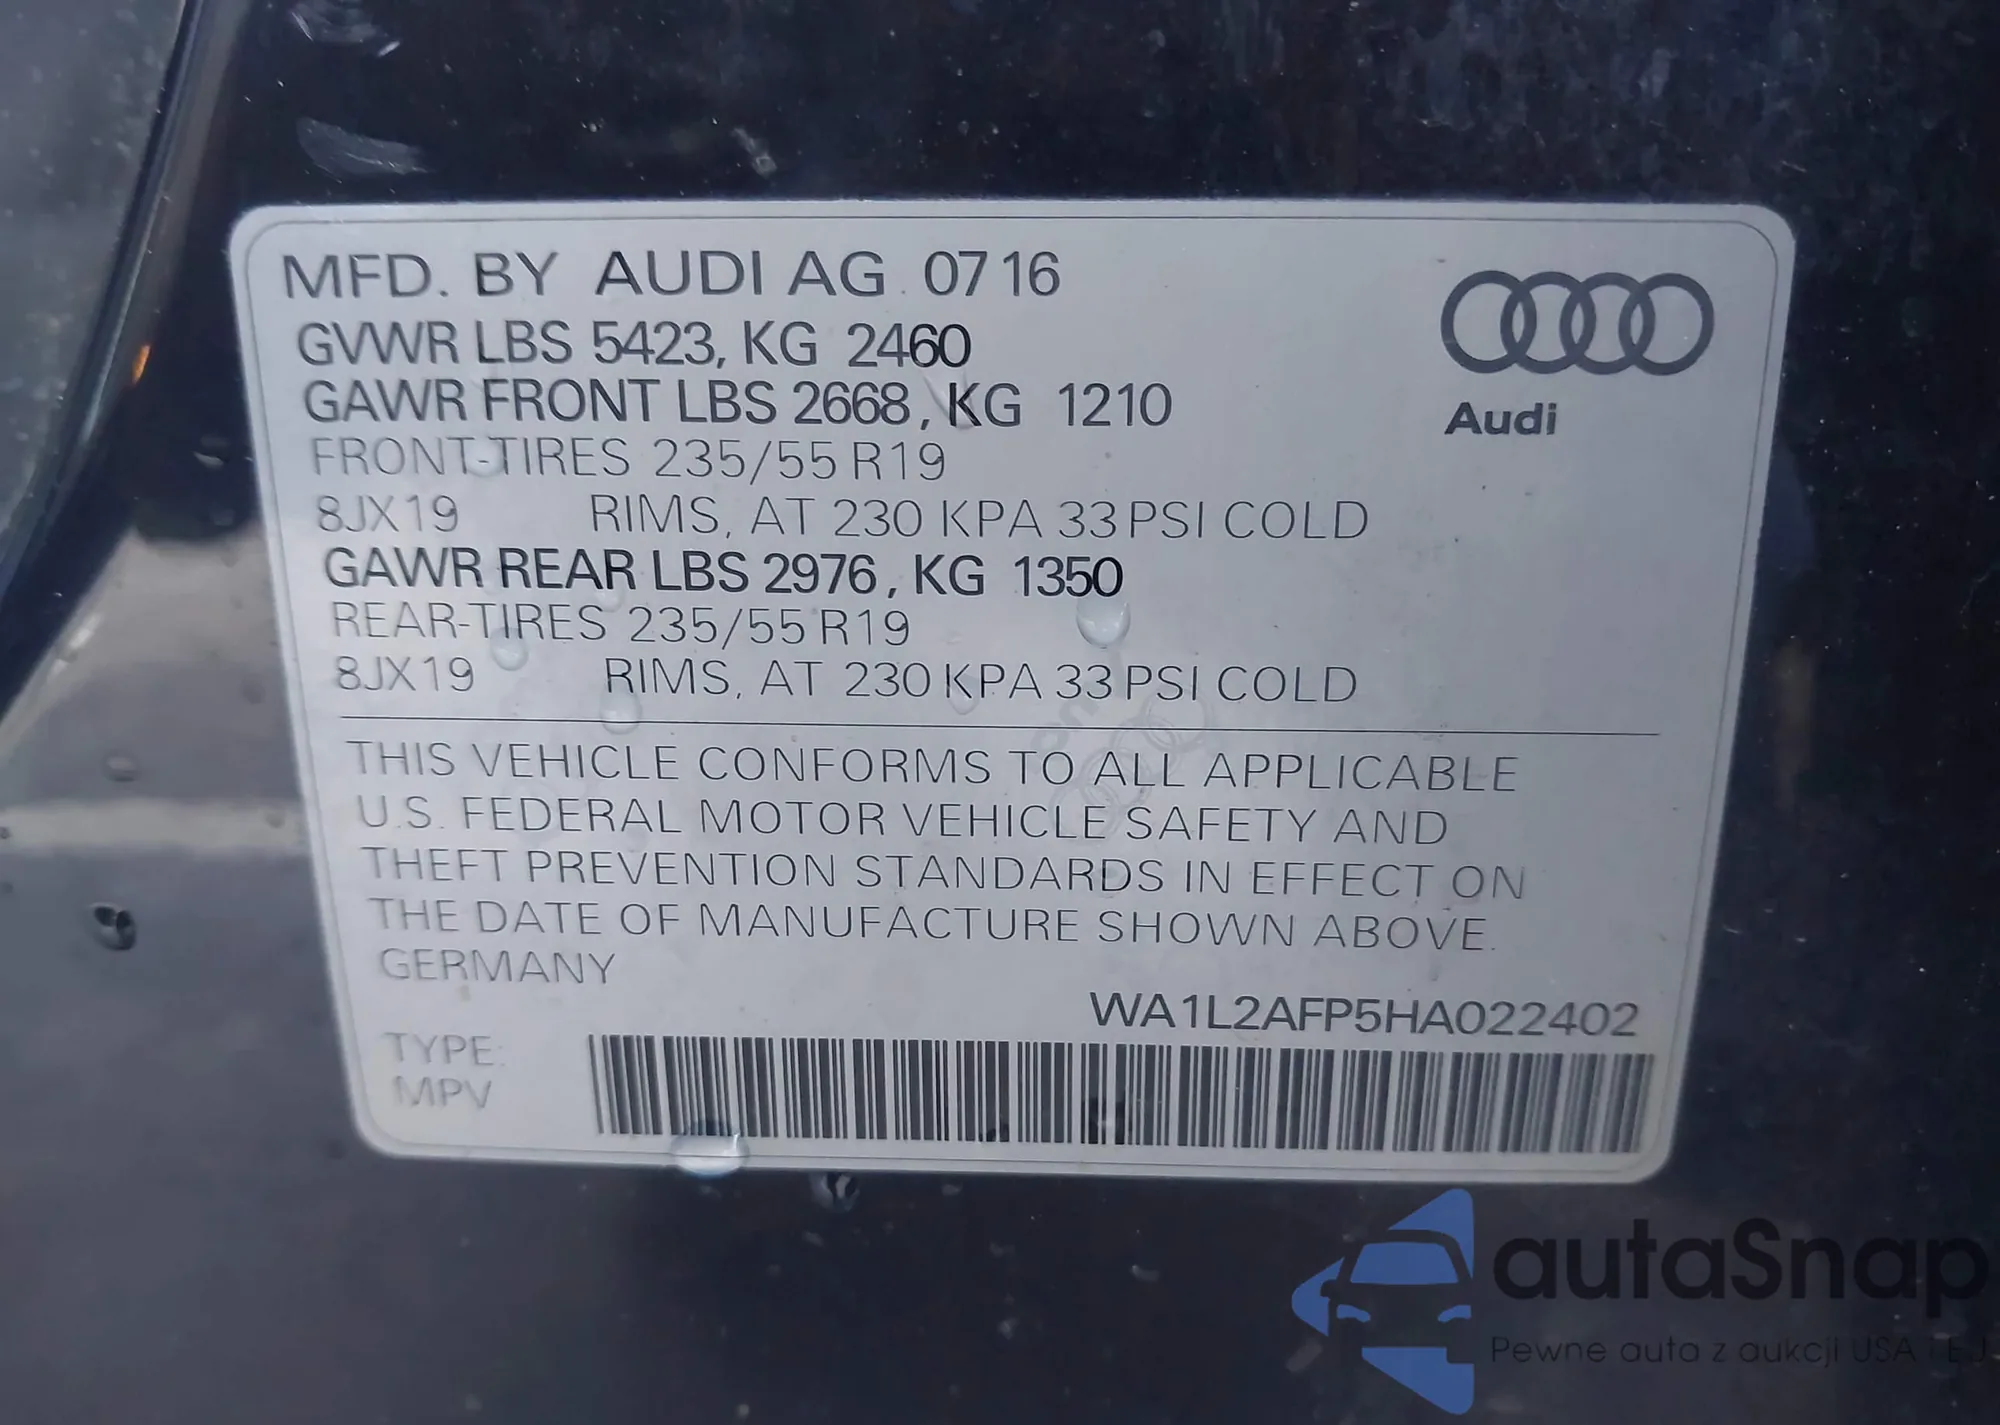 MFD. BY AUDI AG 07 16
GVWR LBS 5423, KG 2460
GAWR FRONT LBS 2668, KG 1210
FRONT-TIRES 235/55 R19
8JX19 RIMS, AT 230 KPA 33 PSI COLD
GAWR REAR LBS 2976, KG 1350
REAR-TIRES 235/55 R19
8JX19 RIMS, AT 230 KPA 33 PSI COLD
THIS VEHICLE CONFORMS TO ALL APPLICABLE
U.S. FEDERAL MOTOR VEHICLE SAFETY AND
THEFT PREVENTION STANDARDS IN EFFECT ON
THE DATE OF MANUFACTURE SHOWN ABOVE.
GERMANY
WA1L2AFP5HA022402
TYPE:
MPV
Audi
autaSnap
Pewne auta z aukcji USA i EU